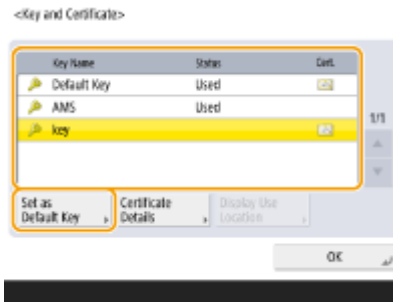 <Key and Certificate>
Key Name Status Cert.
Default Key Used
AMS Used
key
1/1
Set as
Default Key
Certificate
Details
Display Use
Location
OK